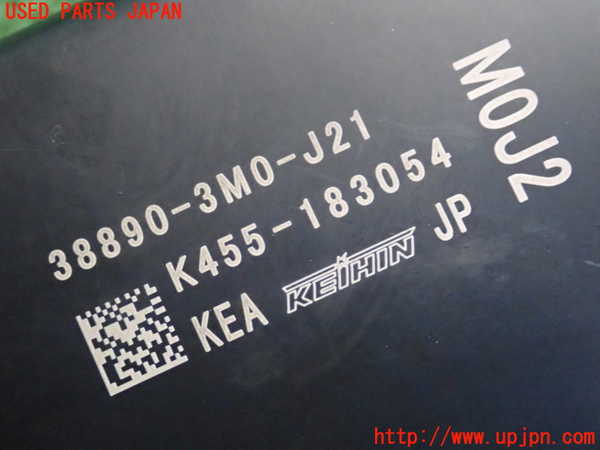 USED PARTS JAPAN
38890-3M0-J21
M0J2
K455-183054
KEA KEIHIN JP
http://www.upjpn.com/